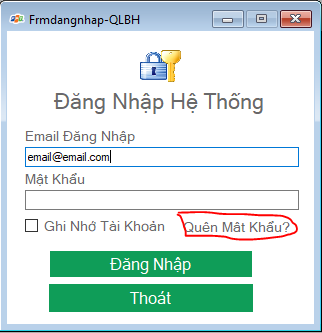 Frmdangnhap-QLBH
Đăng Nhập Hệ Thống
Email Đăng Nhập
email@email.com
Mật Khẩu
Ghi Nhớ Tài Khoản Quên Mât Khẩu?
Đăng Nhập
Thoát